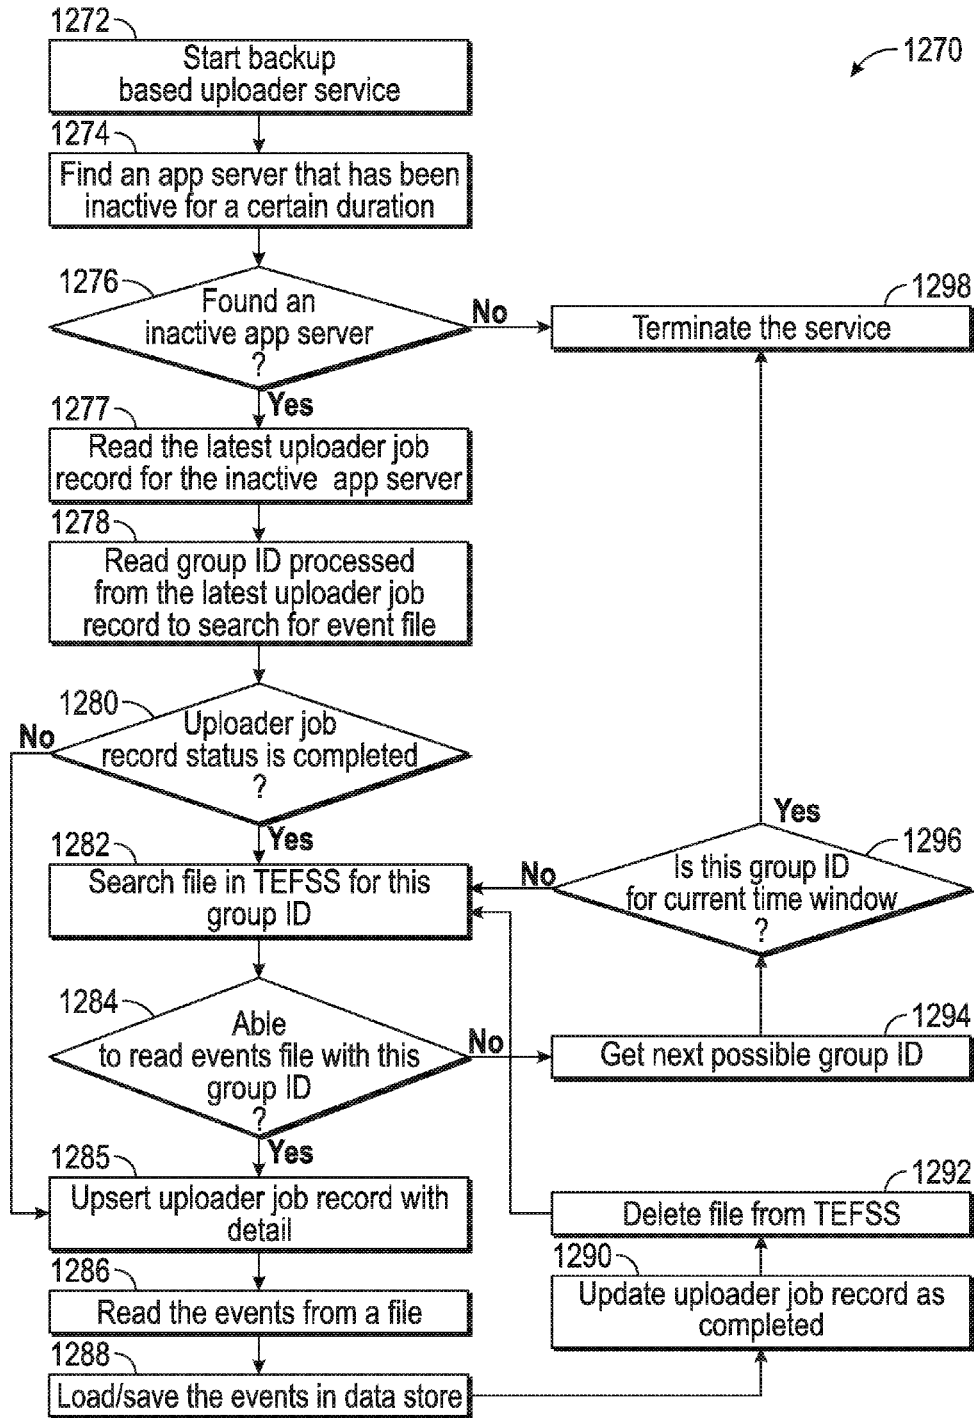 1272
Start backup
based uploader service
1270
1274
Find an app server that has been
inactive for a certain duration
1276
Found an
inactive app server
?
No
1298
Terminate the service
Yes
1277
Read the latest uploader job
record for the inactive app server
1278
Read group ID processed
from the latest uploader job
record to search for event file
1280
No
Uploader job
record status is completed
?
Yes
1282
Search file in TEFSS for this
group ID
Yes
1296
No
Is this group ID
for current time window
?
1284
Able
to read events file with this
group ID
?
No
1294
Get next possible group ID
Yes
1285
Upsert uploader job record with
detail
1292
Delete file from TEFSS
1286
Read the events from a file
1290
Update uploader job record as
completed
1288
Load/save the events in data store